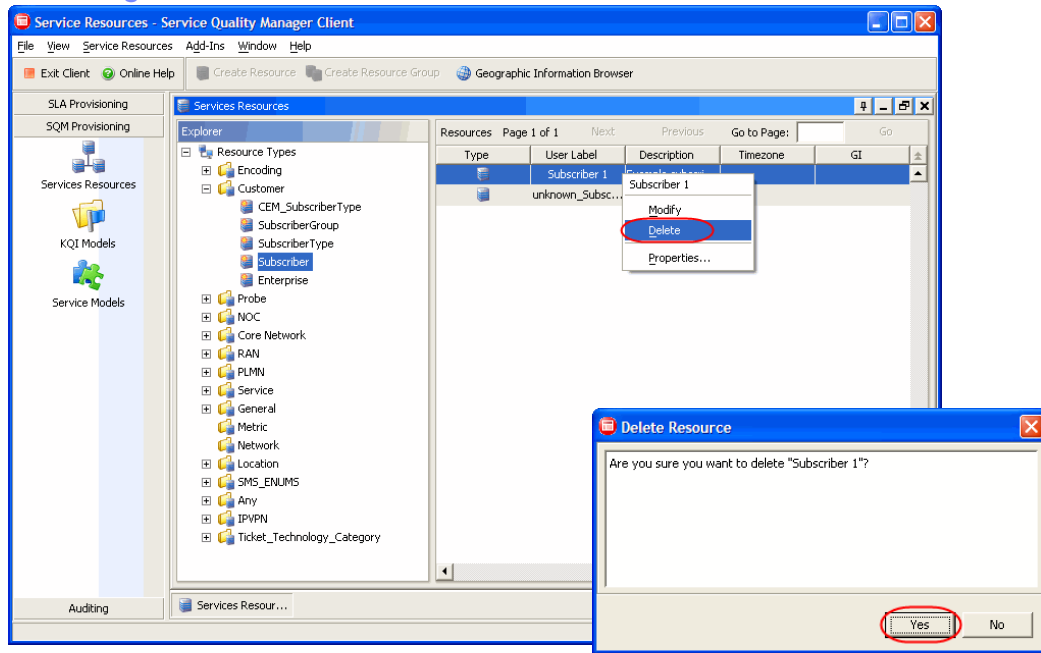 Service Resources - Service Quality Manager Client
File View Service Resources Add-Ins Window Help
Exit Client Online Help Create Resource Create Resource Group Geographic Information Browser
SLA Provisioning
SQM Provisioning
Services Resources
KQI Models
Service Models
Auditing
Services Resources
Explorer
Resource Types
Encoding
Customer
CEM_SubscriberType
SubscriberGroup
SubscriberType
Subscriber
Enterprise
Probe
NOC
Core Network
RAN
PLMN
Service
General
Metric
Network
Location
SMS_ENUMS
Any
IPVPN
Ticket_Technology_Category
Resources Page 1 of 1 Next Previous Go to Page: Go
Type User Label Description Timezone GI
Subscriber 1
unknown_Subsc...
Subscriber 1
Modify
Delete
Properties...
Services Resour...
Delete Resource
Are you sure you want to delete "Subscriber 1"?
Yes No